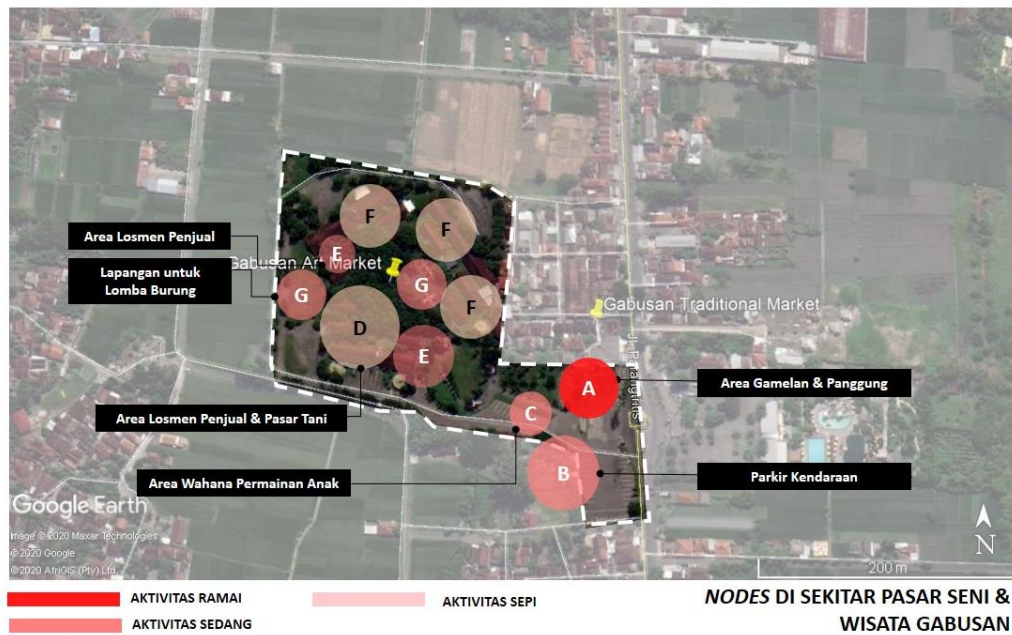 Area Losmen Penjual
Lapangan untuk
Lomba Burung
F
F
E
Gabusan Art Market
G
G
F
Gabusan Traditional Market
D
E
Jl. Parangtritis
A
Area Gamelan & Panggung
C
Area Losmen Penjual & Pasar Tani
B
Area Wahana Permainan Anak
Parkir Kendaraan
Google Earth
Image © 2020 Maxar Technologies
© 2020 Google
© 2020 AfriGIS (Pty) Ltd.
N
200 m
AKTIVITAS RAMAI
AKTIVITAS SEDANG
AKTIVITAS SEPI
NODES DI SEKITAR PASAR SENI &
WISATA GABUSAN